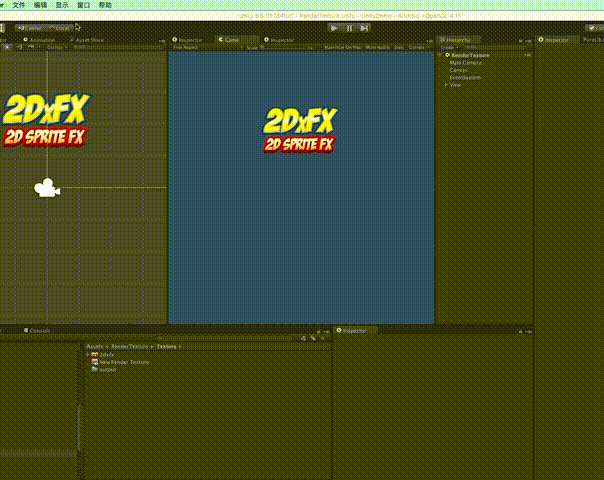 文件 编辑 显示 窗口 帮助
Unity 5.5.1f1 (64bit) - RenderTexture.unity - UnityDemo - Android <OpenGL 4.1>
Center Local
Animation Asset Store
Inspector Game Inspector
Hierarchy
Inspector
Gizmos
Free Aspect
Scale
Maximize On Play Mute Audio Stats Gizmos
Create
RenderTexture
Main Camera
Canvas
EventSystem
View
2DxFX
2D SPRITE FX
2DxFX
2D SPRITE FX
Console
Inspector
Assets RenderTexture Texture
2dxfx
New Render Texture
output